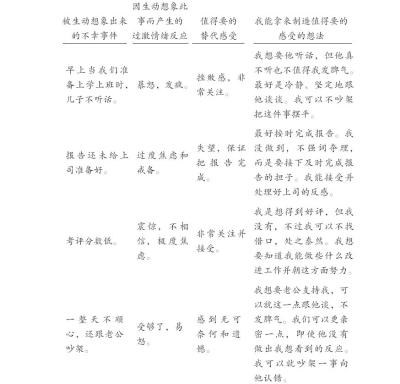 被生动想象出来
的不幸事件
因生动想象此
事而产生的
过激情绪反应
值得要的
替代感受
我能拿来制造值得要的
感受的想法
早上当我们准
备上学上班时，
儿子不听话。
暴怒，发疯。
挫败感，非
常关注。
我想要他听话，但他真
不听也不值得我发脾气。
最好是冷静、坚定地跟
他谈谈。我可以不吵架
把这件事摆平。
报告还未给上
司准备好。
过度焦虑和
戒备。
失望，保证
把报告完
成。
最好按时完成报告。我
没做到，不强词夺理，
而是要接下及时完成报
告的担子。我能接受并
处理好上司的反感。
考评分数低。
震惊，不相
信，极度焦
虑。
非常关注并
接受。
我是想得到好评，但我
没有，不过我可以不找
借口，处之泰然。我想
要知道我能做些什么改
进工作并朝这方面努力。
一整天不顺
心，还跟老公
吵架。
受够了，易
怒。
感到无可
奈何和遗
憾。
我想要老公支持我，可
以就这一点跟他谈，不
发脾气。我们可以更亲
密一点，即使他没有
做出我想看到的反应。
我可以就吵架一事向
他认错。